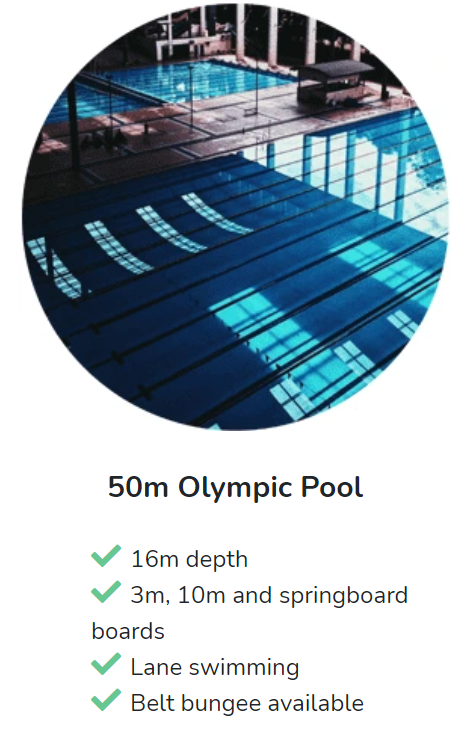 50m Olympic Pool
16m depth
3m, 10m and springboard
boards
Lane swimming
Belt bungee available